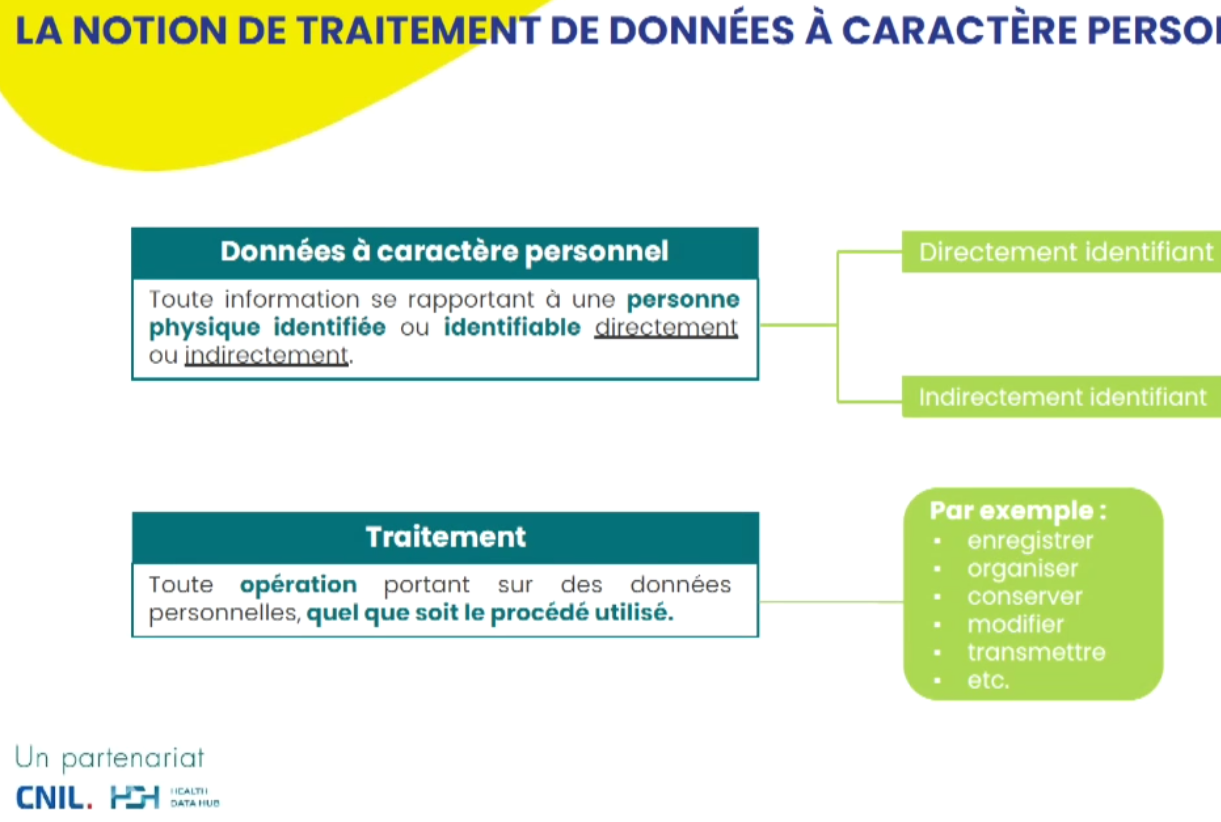 LA NOTION DE TRAITEMENT DE DONNÉES À CARACTÈRE
Données à caractère personnel
Toute information se rapportant à une personne
physique identifiée ou identifiable directement
ou indirectement.
Directement identifiant
Indirectement identifiant
Traitement
Toute opération portant sur des données
personnelles, quel que soit le procédé utilisé.
Par exemple :
▪ enregistrer
▪ organiser
▪ conserver
▪ modifier
▪ transmettre
▪ etc.
Un partenariat
CNIL. HDH HEALTH
DATA HUB